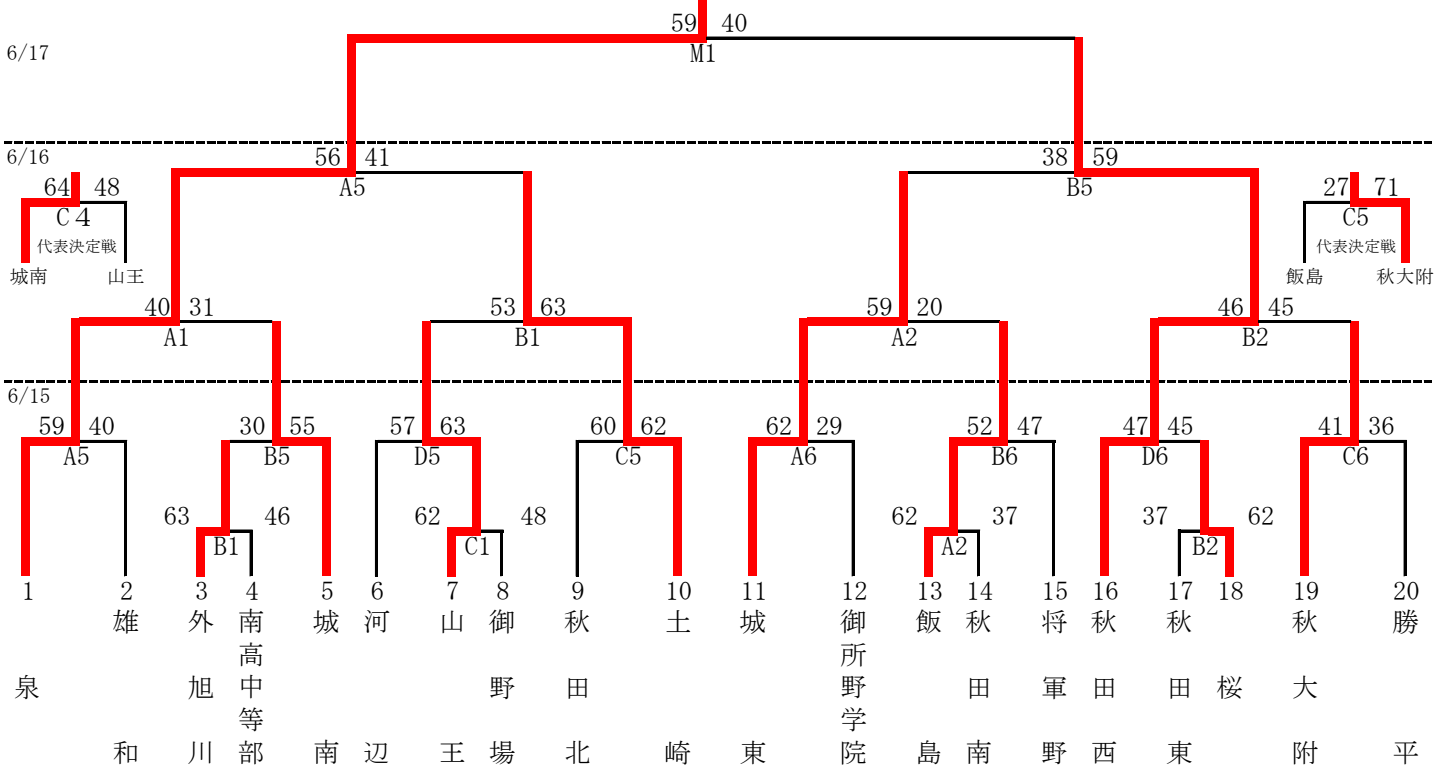 59 40
6/17
M1
6/16
56 41
38 59
A5
B5
64 48
27 71
C４
C5
代表決定戦
代表決定戦
城南 山王
飯島 秋大附
40 31
53 63
59 20
46 45
A1
B1
A2
B2
6/15
59 40
30 55
57 63
60 62
62 29
52 47
47 45
41 36
A5
B5
D5
C5
A6
B6
D6
C6
63 46
62 48
62 37
37 62
B1
C1
A2
B2
1 2 3 4 5 6 7 8 9 10 11 12 13 14 15 16 17 18 19 20
泉
雄和
外旭川
南高中等部
城南
河辺
山王
御野場
秋田北
土崎
城東
御所野学院
飯島
秋田南
将軍野
秋田西
秋田東
桜
秋大附
勝平